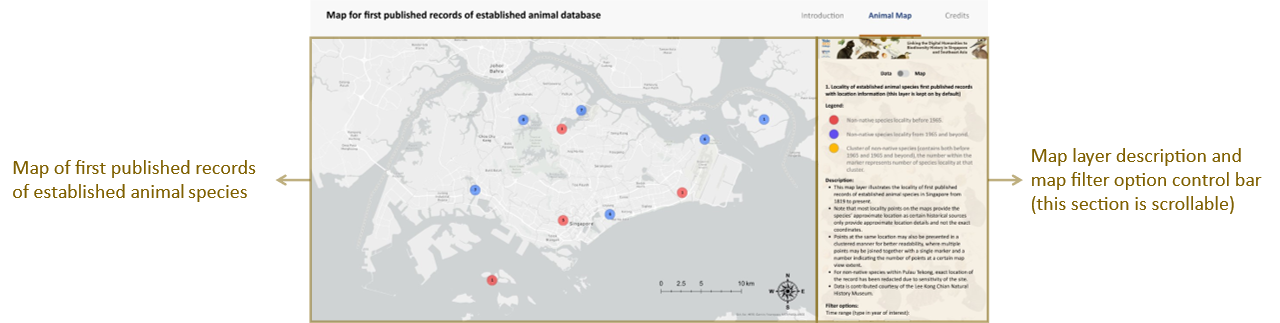 Map for first published records of established animal database
Introduction
Animal Map
Credits
Linking the Digital Humanities to
Biodiversity History in Singapore
and Southeast Asia
Data
Map
1. Locality of established animal species first published records
with location information (this layer is kept on by default)
Legend:
Non-native species locality before 1965.
Non-native species locality from 1965 and beyond.
Cluster of non-native species (contains both before
1965 and 1965 and beyond), the number within the
marker represents number of species locality at that
cluster.
Description:
• This map layer illustrates the locality of first published
records of established animal species in Singapore from
1819 to present.
• Note that most locality points on the maps provide the
species' approximate location as certain historical sources
only provide approximate location details and not the exact
coordinates.
• Points at the same location may also be presented in a
clustered manner for better readability, where multiple
points may be joined together with a single marker and a
number indicating the number of points at a certain map
view extent.
• For non-native species within Pulau Tekong, exact location of
the record has been redacted due to sensitivity of the site.
• Data is contributed courtesy of the Lee Kong Chian Natural
History Museum.
Filter options:
Time range (type in year of interest):
Map of first published records
of established animal species
Map layer description and
map filter option control bar
(this section is scrollable)
Johor
Bahru
Singapore
0 2.5 5 10 km
N
W E
S